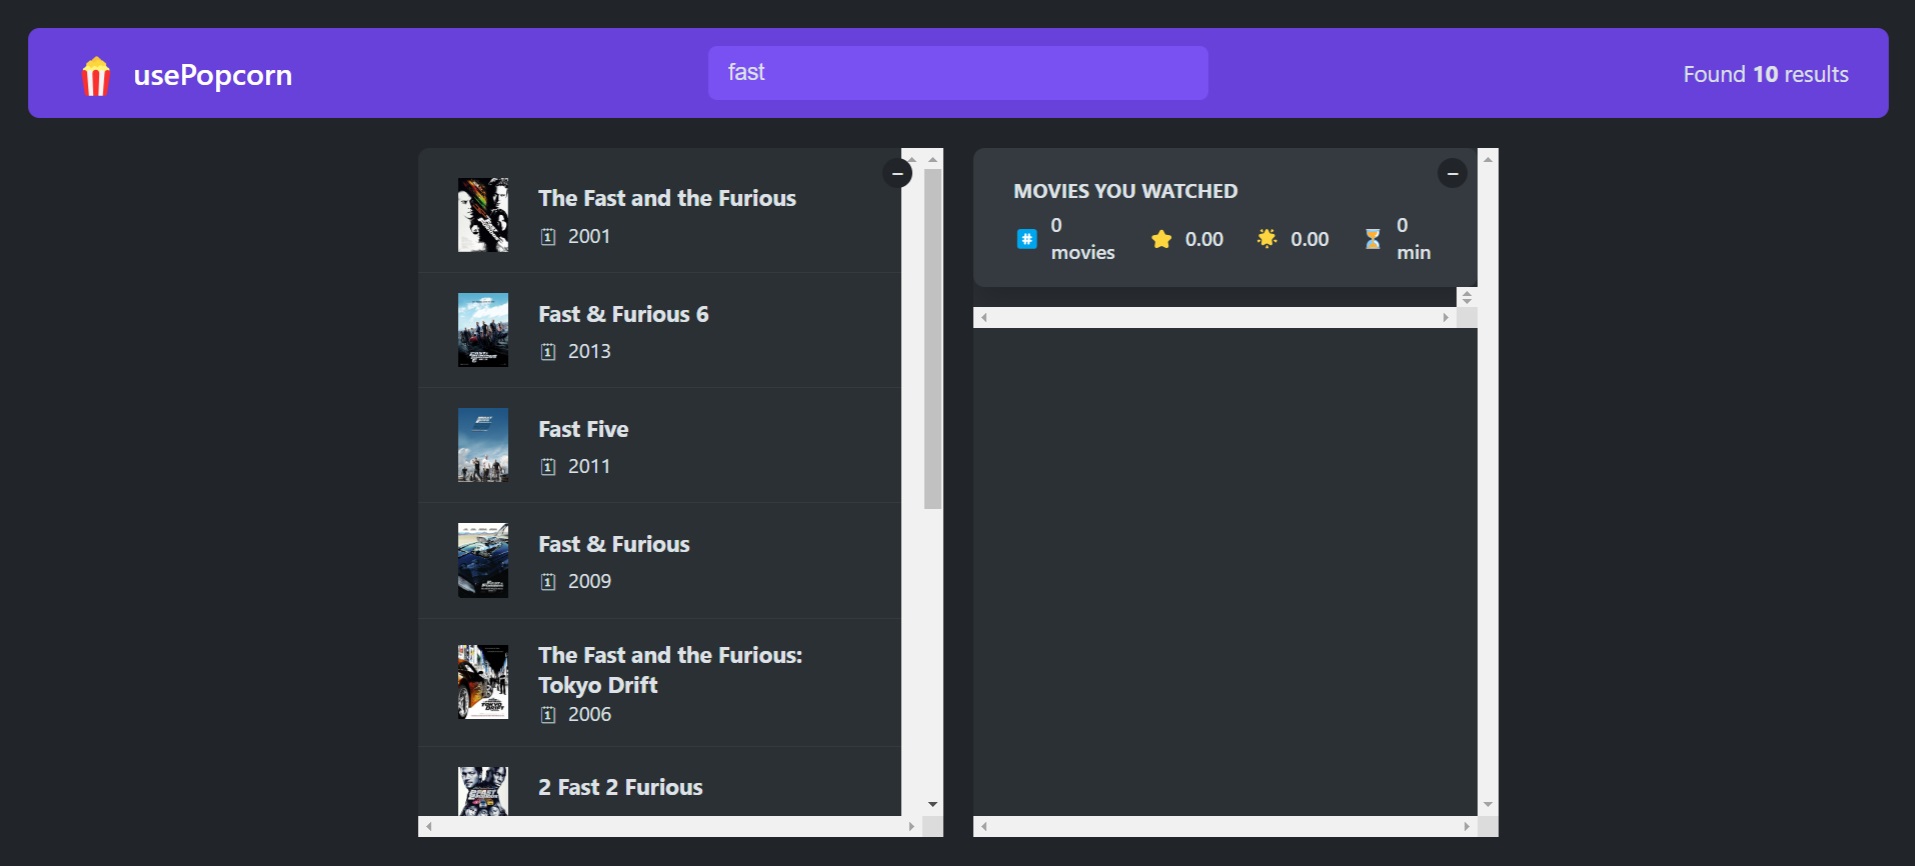 usePopcorn
fast
Found 10 results
The Fast and the Furious
2001
Fast & Furious 6
2013
Fast Five
2011
Fast & Furious
2009
The Fast and the Furious:
Tokyo Drift
2006
2 Fast 2 Furious
MOVIES YOU WATCHED
0
movies
0.00
0.00
0
min